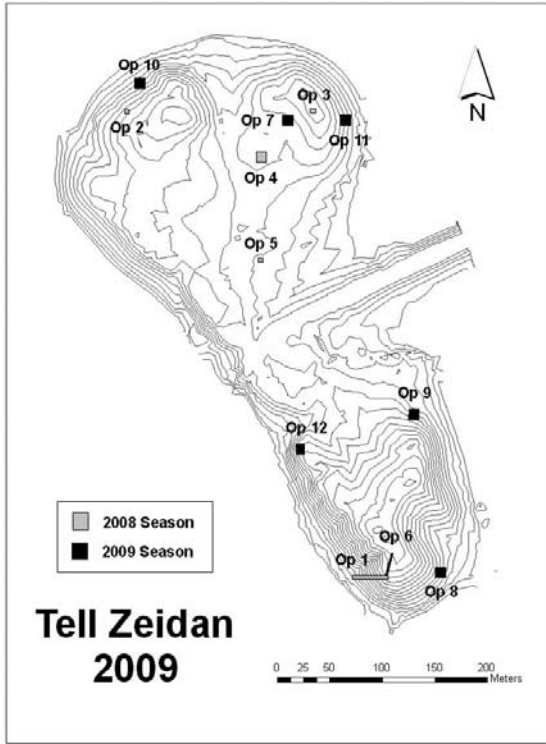 Op 10
Op 3
Op 2
Op 7
Op 11
Op 4
N
Op 5
Op 9
Op 12
2008 Season
2009 Season
Op 6
Op 1
Op 8
Tell Zeidan
2009
0 50 100 150 200
Meters